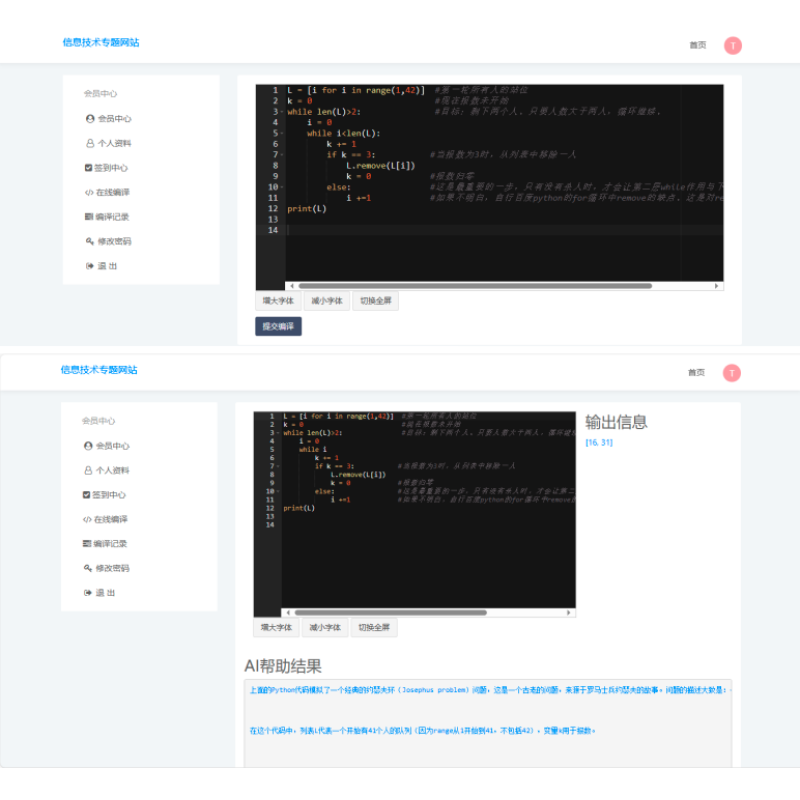 信息技术专题网站
首页
T
会员中心
会员中心
个人资料
签到中心
在线编译
编译记录
修改密码
退 出
1 L = [i for i in range(1,42)] #第一轮所有人的站位
2 k = 0 #现在报数未开始
3 while len(L)>2: #目标：剩下两个人，只要人数大于两人，循环继续。
4 i = 0
5 while i<len(L):
6 k += 1
7 if k == 3: #当报数为3时，从列表中移除一人
8 L.remove(L[i])
9 k = 0 #报数归零
10 else: #这是最重要的一步，只有没有杀人时，才会让第二层while作用与下
11 i +=1 #如果不明白，自行百度python的for循环中remove的缺点。这是对re
12 print(L)
13
14
增大字体 减小字体 切换全屏
提交编译
信息技术专题网站
首页
T
会员中心
会员中心
个人资料
签到中心
在线编译
编译记录
修改密码
退 出
1 L = [i for i in range(1,42)] #第一轮所有人的站位
2 k = 0 #现在报数未开始
3 while len(L)>2: #目标：剩下两个人，只要人数大于两人，循环继
4 i = 0
5 while i
6 k += 1
7 if k == 3: #当报数为3时，从列表中移除一人
8 L.remove(L[i])
9 k = 0 #报数归零
10 else: #这是最重要的一步，只有没有杀人时，才会让第二
11 i +=1 #如果不明白，自行百度python的for循环中remove的
12 print(L)
13
14
输出信息
[16, 31]
增大字体 减小字体 切换全屏
AI帮助结果
上面的Python代码模拟了一个经典的约瑟夫环（Josephus problem）问题，这是一个古老的问题，来源于罗马士兵约瑟夫的故事。问题的描述大致是：
在这个代码中，列表L代表一个开始有41个人的队列（因为range从1开始到41，不包括42），变量k用于报数。